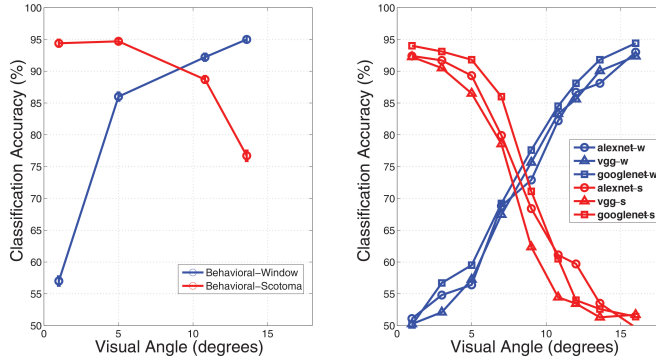 Classification Accuracy (%)
100
95
90
85
80
75
70
65
60
55
50
0
5
10
15
Visual Angle (degrees)
Behavioral-Window
Behavioral-Scotoma
Classification Accuracy (%)
100
95
90
85
80
75
70
65
60
55
50
0
5
10
15
Visual Angle (degrees)
alexnet-w
vgg-w
googlenet-w
alexnet-s
vgg-s
googlenet-s